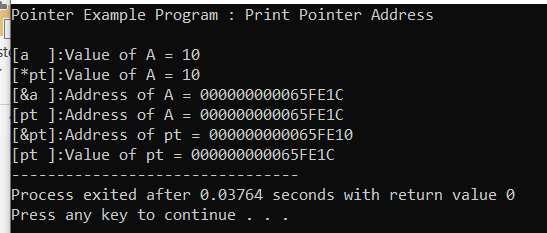 Pointer Example Program : Print Pointer Address
[a  ]:Value of A = 10
[*pt]:Value of A = 10
[&a ]:Address of A = 000000000065FE1C
[pt ]:Address of A = 000000000065FE1C
[&pt]:Address of pt = 000000000065FE10
[pt ]:Value of pt = 000000000065FE1C
--------------------------------
Process exited after 0.03764 seconds with return value 0
Press any key to continue . . .